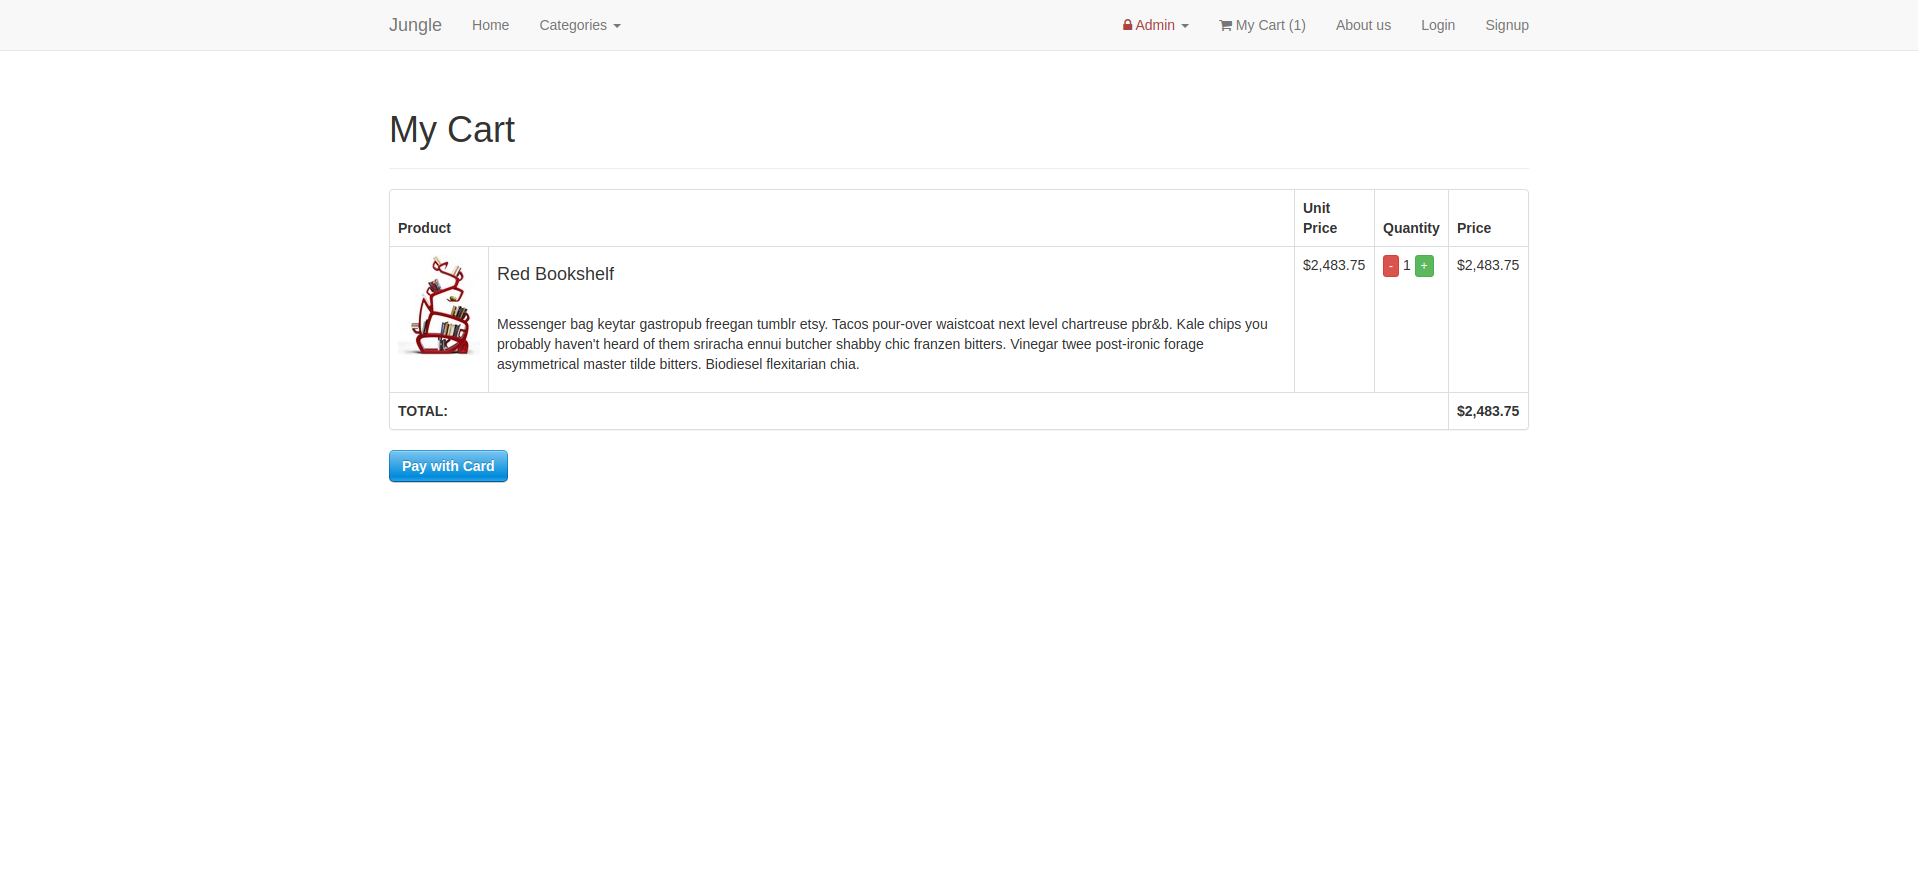 Jungle Home Categories Admin My Cart (1) About us Login Signup
My Cart
Product Unit Price Quantity Price
Red Bookshelf $2,483.75 - 1 + $2,483.75
Messenger bag keytar gastropub freegan tumblr etsy. Tacos pour-over waistcoat next level chartreuse pbr&b. Kale chips you
probably haven't heard of them sriracha ennui butcher shabby chic franzen bitters. Vinegar twee post-ironic forage
asymmetrical master tilde bitters. Biodiesel flexitarian chia.
TOTAL: $2,483.75
Pay with Card